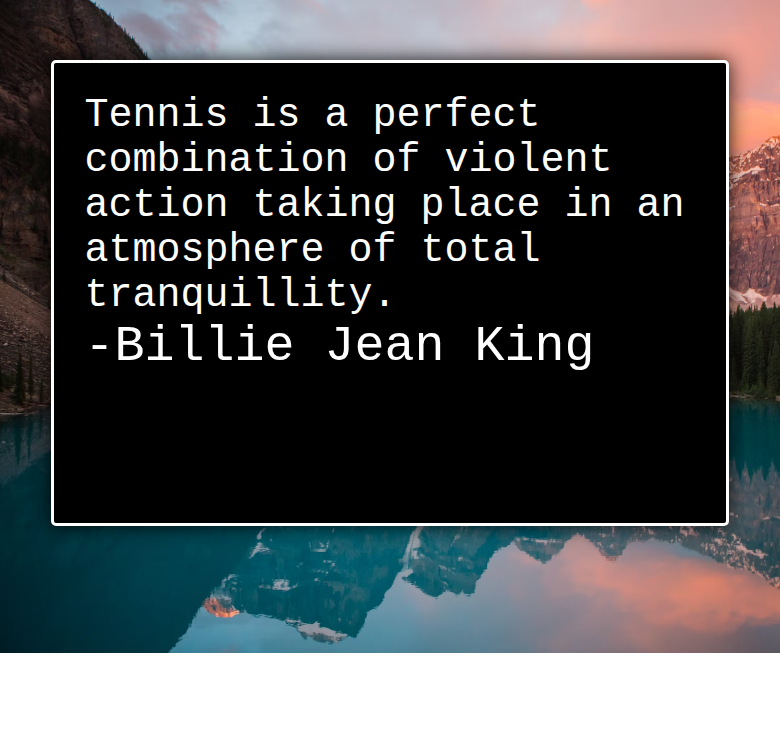 Tennis is a perfect
combination of violent
action taking place in an
atmosphere of total
tranquillity.
-Billie Jean King